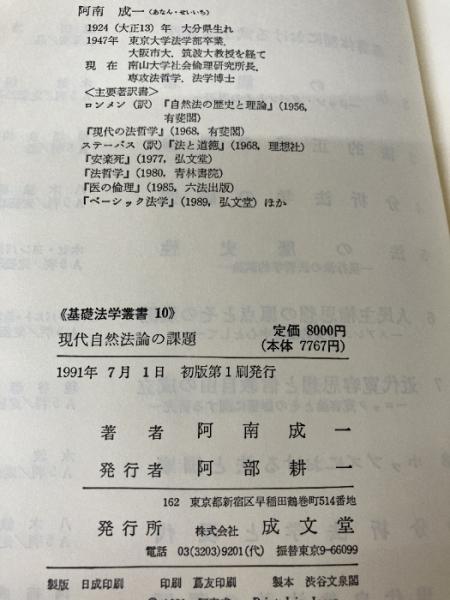 阿南 成一（あなん・せいいち）
1924（大正13）年 大分県生れ
1947年 東京大学法学部卒業，
大阪市大、筑波大教授を経て
現 在 南山大学社会倫理研究所長，
専攻法哲学，法学博士
＜主要著訳書＞
ロンメン（訳）『自然法の歴史と理論』(1956,
有斐閣)
『現代の法哲学』(1968, 有斐閣)
ステーバス（訳）『法と道徳』(1968, 理想社)
『安楽死』(1977, 弘文堂)
『法哲学』(1980, 青林書院)
『医の倫理』(1985, 六法出版)
『ベーシック法学』(1989, 弘文堂) ほか
《基礎法学叢書 10》
現代自然法論の課題
定価 8000円
(本体 7767円)
1991年 7月 1日 初版第1刷発行
著 者 阿南成一
発行者 阿部耕一
162 東京都新宿区早稲田鶴巻町514番地
発行所 株式会社 成文堂
電話 03(3203)9201(代) 振替東京9-66099
製版 日成印刷 印刷 蔦友印刷 製本 渋谷文泉閣